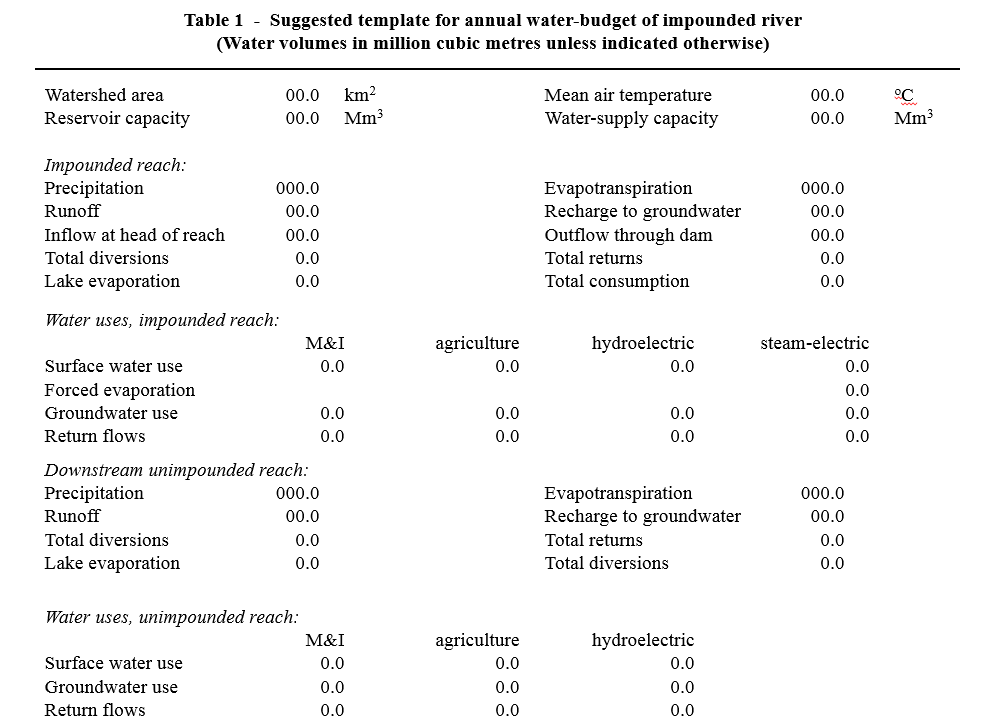 Table 1 - Suggested template for annual water-budget of impounded river
(Water volumes in million cubic metres unless indicated otherwise)
Watershed area 00.0 km² Mean air temperature 00.0 ºC
Reservoir capacity 00.0 Mm³ Water-supply capacity 00.0 Mm³
Impounded reach:
Precipitation 000.0 Evapotranspiration 000.0
Runoff 00.0 Recharge to groundwater 00.0
Inflow at head of reach 00.0 Outflow through dam 00.0
Total diversions 0.0 Total returns 0.0
Lake evaporation 0.0 Total consumption 0.0
Water uses, impounded reach:
M&I agriculture hydroelectric steam-electric
Surface water use 0.0 0.0 0.0 0.0
Forced evaporation 0.0
Groundwater use 0.0 0.0 0.0 0.0
Return flows 0.0 0.0 0.0 0.0
Downstream unimpounded reach:
Precipitation 000.0 Evapotranspiration 000.0
Runoff 00.0 Recharge to groundwater 00.0
Total diversions 0.0 Total returns 0.0
Lake evaporation 0.0 Total diversions 0.0
Water uses, unimpounded reach:
M&I agriculture hydroelectric
Surface water use 0.0 0.0 0.0
Groundwater use 0.0 0.0 0.0
Return flows 0.0 0.0 0.0